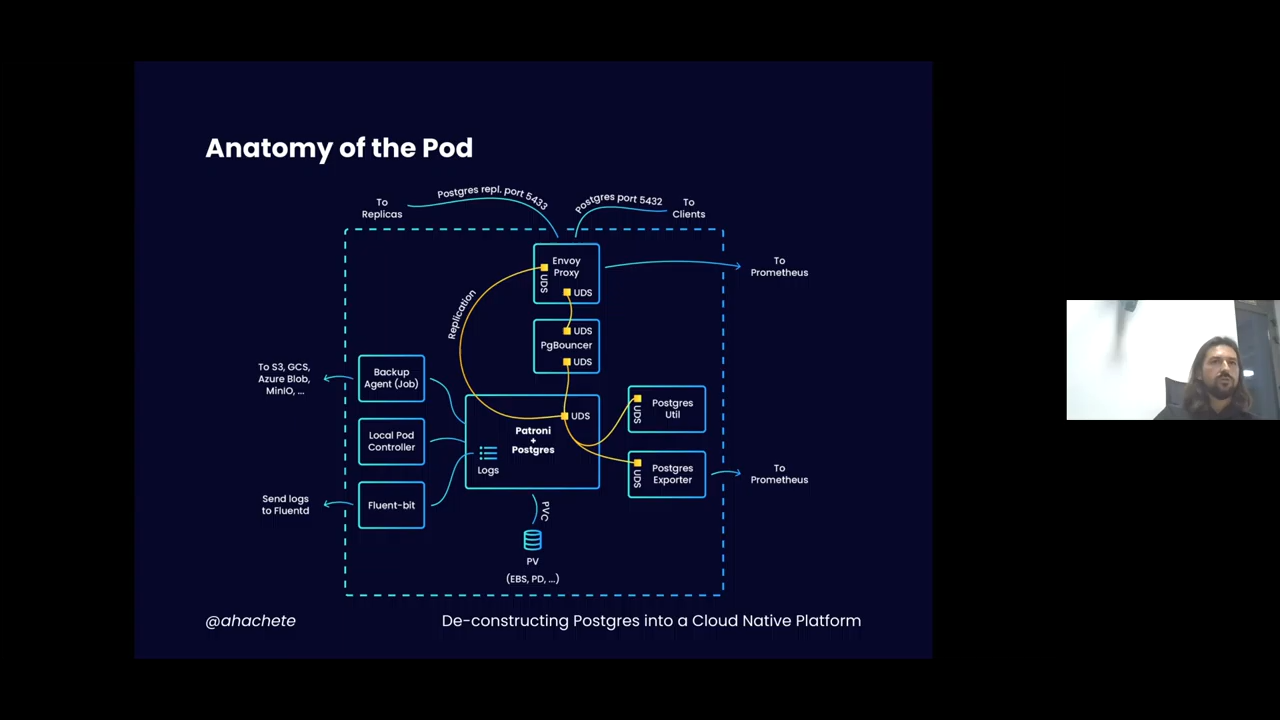 Anatomy of the Pod
To
Replicas
Postgres repl. port 5433
Postgres port 5432
To
Clients
Envoy
Proxy
UDS
UDS
To
Prometheus
Replication
UDS
PgBouncer
UDS
To S3, GCS,
Azure Blob,
MinIO, ...
Backup
Agent (Job)
Local Pod
Controller
Send logs
to Fluentd
Fluent-bit
UDS
Patroni
+
Postgres
Logs
UDS
Postgres
Util
UDS
Postgres
Exporter
To
Prometheus
PVC
PV
(EBS, PD, ...)
@ahachete
De-constructing Postgres into a Cloud Native Platform